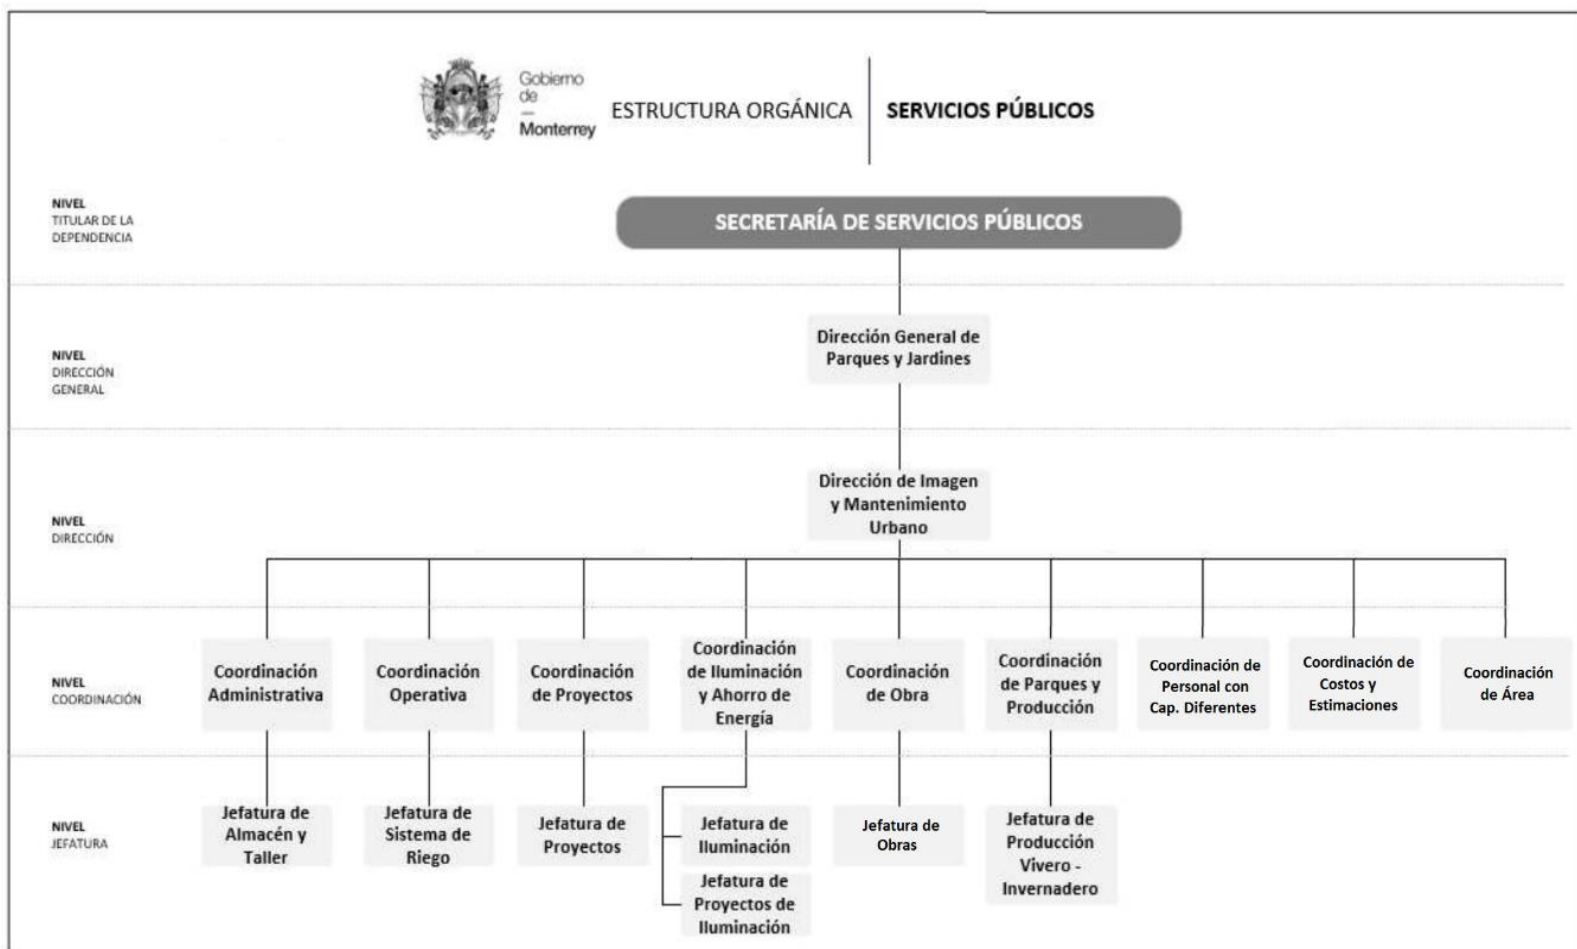 Gobierno
de
—
Monterrey
ESTRUCTURA ORGÁNICA
SERVICIOS PÚBLICOS
NIVEL
TITULAR DE LA
DEPENDENCIA
SECRETARÍA DE SERVICIOS PÚBLICOS
NIVEL
DIRECCIÓN
GENERAL
Dirección General de
Parques y Jardines
NIVEL
DIRECCIÓN
Dirección de Imagen
y Mantenimiento
Urbano
NIVEL
COORDINACIÓN
Coordinación
Administrativa
Coordinación
Operativa
Coordinación
de Proyectos
Coordinación
de Iluminación
y Ahorro de
Energía
Coordinación
de Obra
Coordinación
de Parques y
Producción
Coordinación de
Personal con
Cap. Diferentes
Coordinación de
Costos y
Estimaciones
Coordinación
de Área
NIVEL
JEFATURA
Jefatura de
Almacén y
Taller
Jefatura de
Sistema de
Riego
Jefatura de
Proyectos
Jefatura de
Iluminación
Jefatura de
Proyectos de
Iluminación
Jefatura de
Obras
Jefatura de
Producción
Vivero -
Invernadero